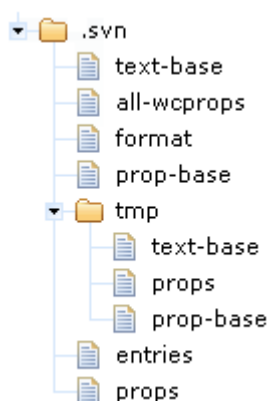 .svn
text-base
all-wcprops
format
prop-base
tmp
text-base
props
prop-base
entries
props